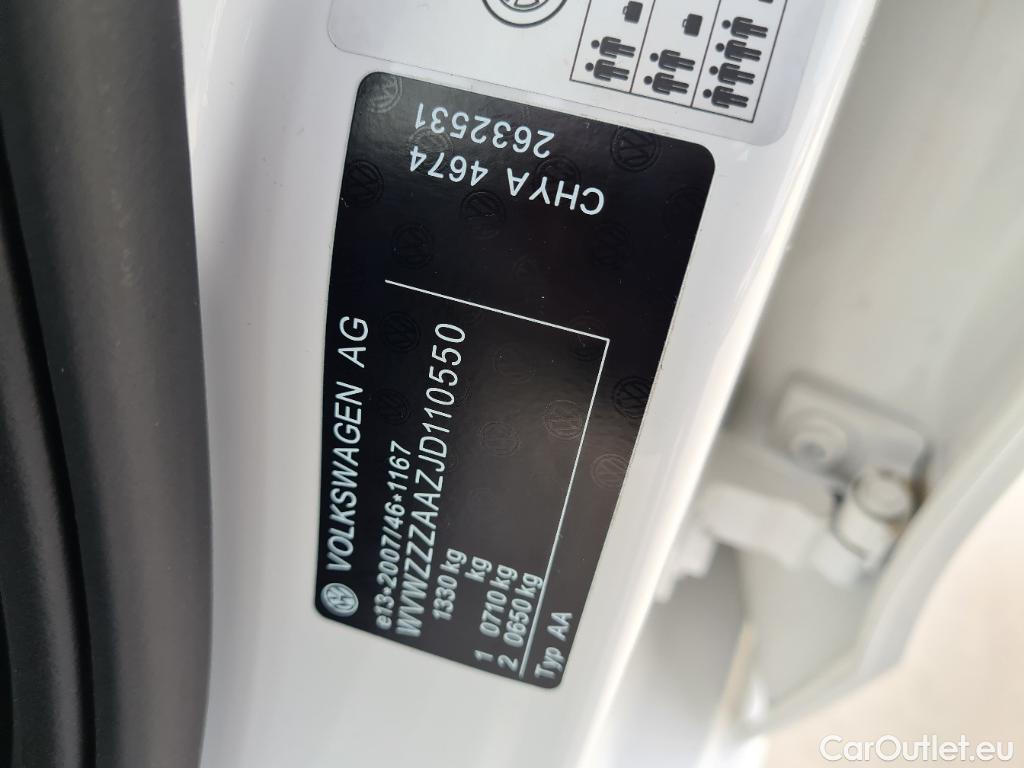 VOLKSWAGEN AG
e13*2007/46*1167
WVWZZZAAZJD110550
1330 kg
kg
1 0710 kg
2 0650 kg
Typ AA
CHYA 4674
2632531
CarOutlet.eu